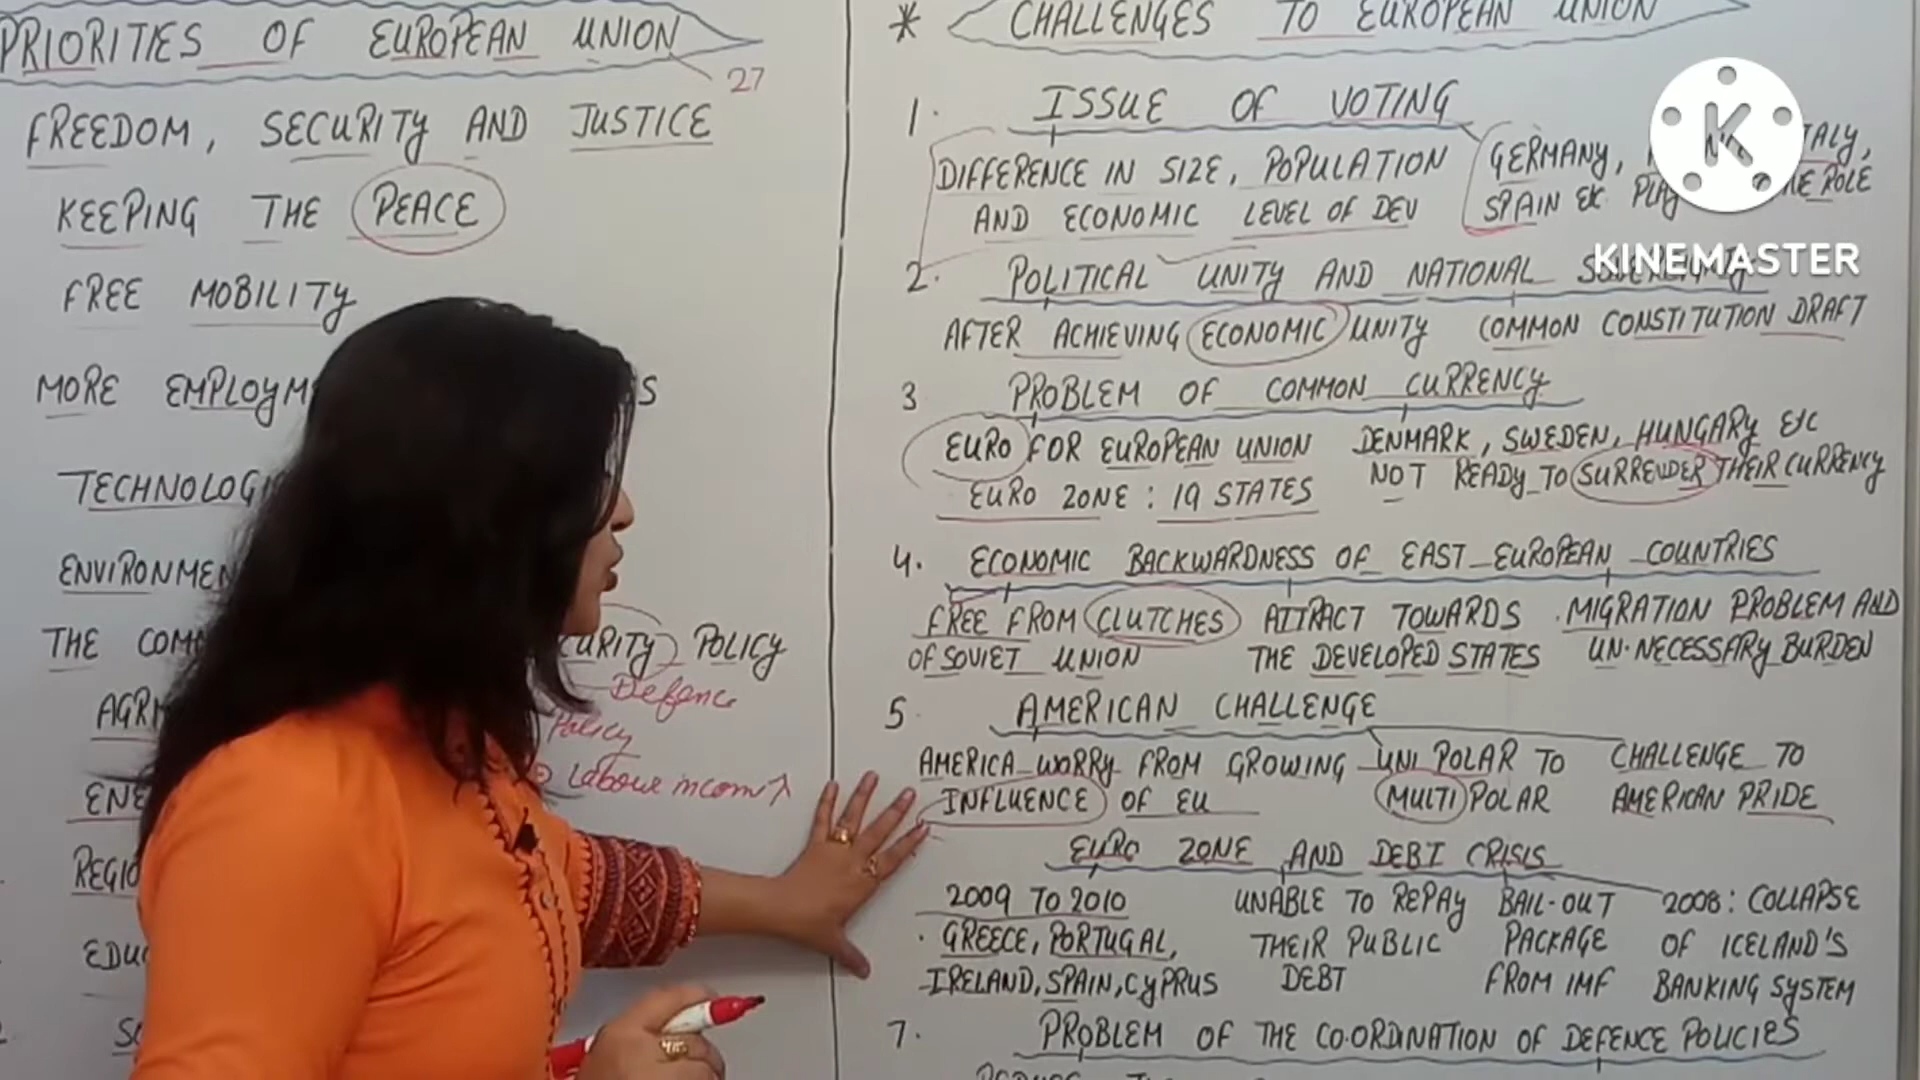 PRIORITIES OF EUROPEAN UNION
27
FREEDOM, SECURITY AND JUSTICE
KEEPING THE PEACE
FREE MOBILITY
MORE
TECHNOLOG
ENVIRONMEN
THE COM
CURITY POLICY
Defence
Policy
Labour income
AGRI
ENE
REGIO
EDU
* CHALLENGES TO EUROPEAN UNION
1. ISSUE OF VOTING
DIFFERENCE IN SIZE, POPULATION
AND ECONOMIC LEVEL OF DEV
GERMANY, TALY,
SPAIN ETC ROLE
2. POLITICAL UNITY AND NATIONAL
AFTER ACHIEVING ECONOMIC UNITY COMMON CONSTITUTION DRAFT
3 PROBLEM OF COMMON CURRENCY
EURO FOR EUROPEAN UNION
EURO ZONE : 19 STATES
DENMARK, SWEDEN, HUNGARY ETC
NOT READY TO SURRENDER THEIR CURRENCY
4. ECONOMIC BACKWARDNESS OF EAST EUROPEAN COUNTRIES
FREE FROM CLUTCHES
OF SOVIET UNION
ATTRACT TOWARDS
THE DEVELOPED STATES
MIGRATION PROBLEM AND
UN-NECESSARY BURDEN
5 AMERICAN CHALLENGE
AMERICA WORRY FROM GROWING
INFLUENCE OF EU
UNI POLAR TO
MULTI POLAR
CHALLENGE TO
AMERICAN PRIDE
EURO ZONE AND DEBT CRISIS
2009 TO 2010
GREECE, PORTUGAL,
IRELAND, SPAIN, CYPRUS
UNABLE TO REPAY
THEIR PUBLIC
DEBT
BAIL-OUT
PACKAGE
FROM IMF
2008: COLLAPSE
OF ICELAND'S
BANKING SYSTEM
7. PROBLEM OF THE CO-ORDINATION OF DEFENCE POLICIES
K
KINEMASTER